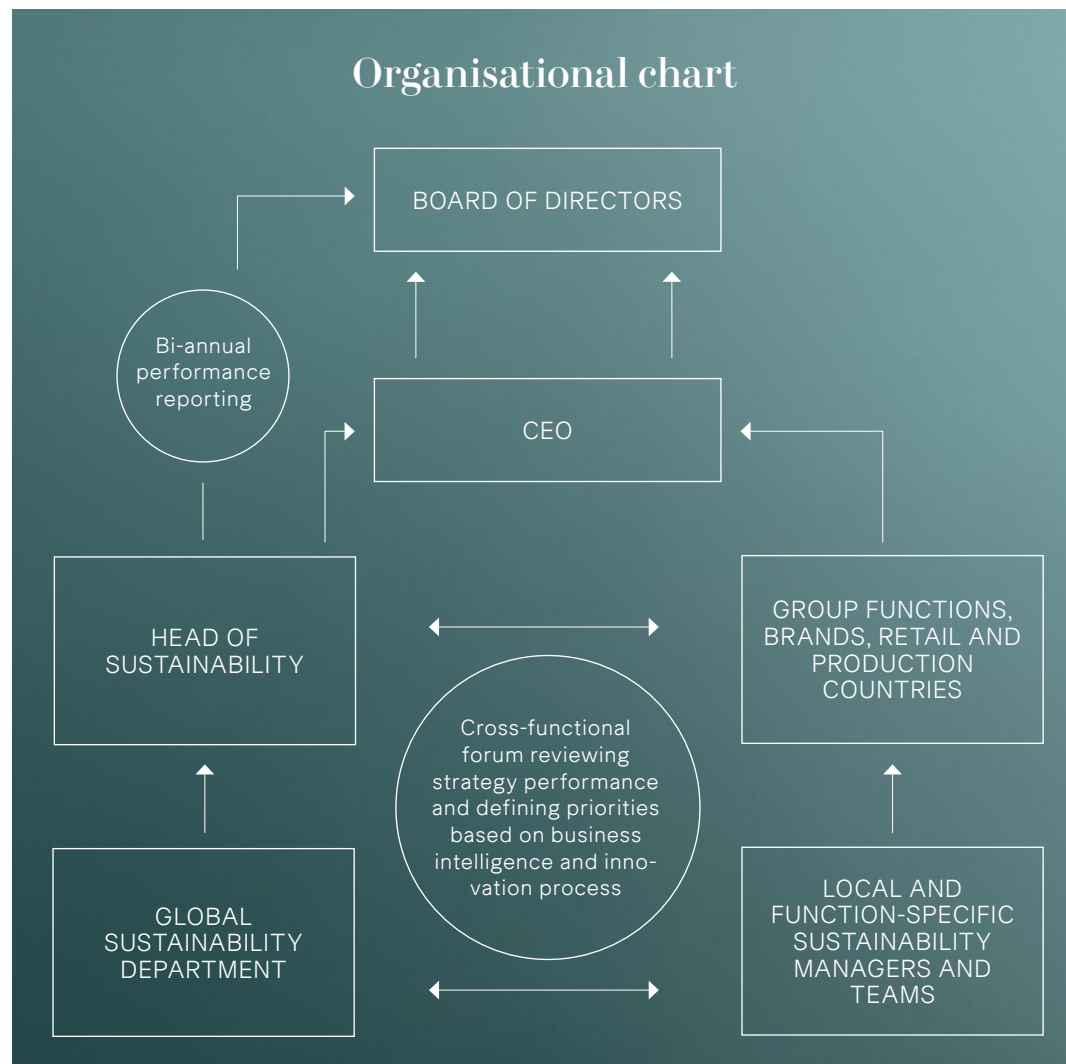 Organisational chart
BOARD OF DIRECTORS
Bi-annual
performance
reporting
CEO
HEAD OF
SUSTAINABILITY
GROUP FUNCTIONS,
BRANDS, RETAIL AND
PRODUCTION
COUNTRIES
Cross-functional
forum reviewing
strategy performance
and defining priorities
based on business
intelligence and inno-
vation process
GLOBAL
SUSTAINABILITY
DEPARTMENT
LOCAL AND
FUNCTION-SPECIFIC
SUSTAINABILITY
MANAGERS AND
TEAMS